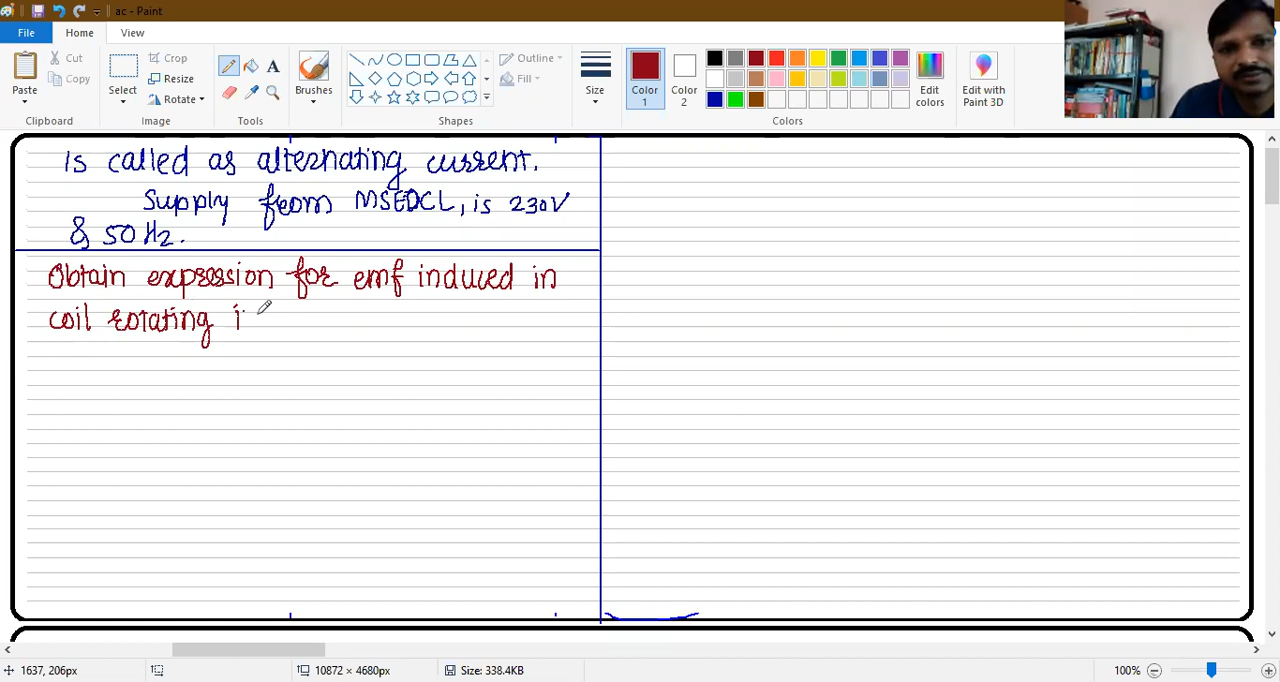 ac - Paint
File
Home
View
Paste
Cut
Copy
Clipboard
Select
Crop
Resize
Rotate
Image
A
Tools
Brushes
Outline
Fill
Shapes
Size
Color 1
Color 2
Edit colors
Edit with Paint 3D
Colors
is called as alternating current.
Supply from MSEDCL, is 230V
& 50 Hz.
Obtain expression for emf induced in
coil rotating i
1637, 206px
10872 × 4680px
Size: 338.4KB
100%